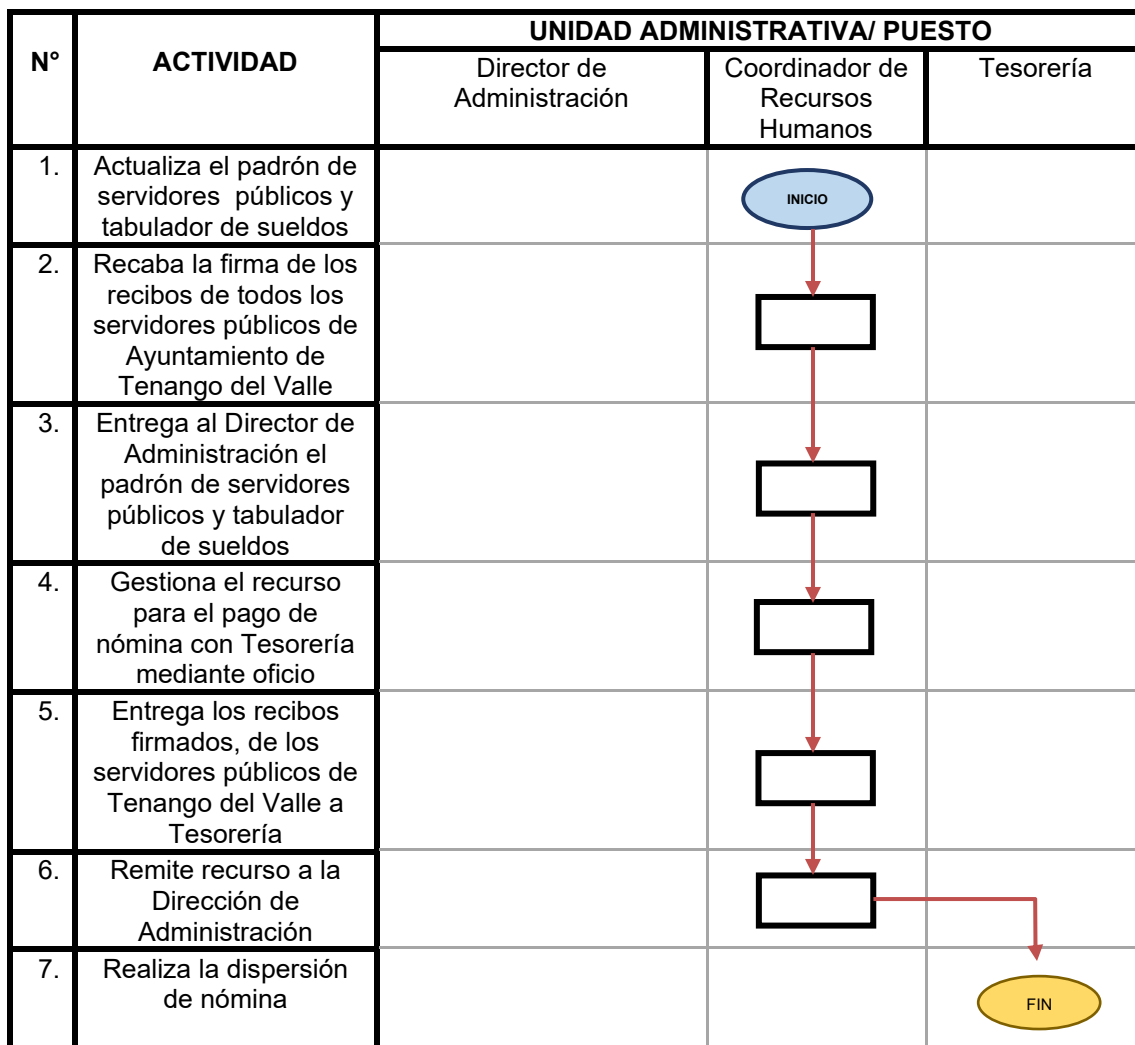 N°
ACTIVIDAD
UNIDAD ADMINISTRATIVA/ PUESTO
Director de
Administración
Coordinador de
Recursos
Humanos
Tesorería
1.
Actualiza el padrón de
servidores públicos y
tabulador de sueldos
INICIO
2.
Recaba la firma de los
recibos de todos los
servidores públicos de
Ayuntamiento de
Tenango del Valle
3.
Entrega al Director de
Administración el
padrón de servidores
públicos y tabulador
de sueldos
4.
Gestiona el recurso
para el pago de
nómina con Tesorería
mediante oficio
5.
Entrega los recibos
firmados, de los
servidores públicos de
Tenango del Valle a
Tesorería
6.
Remite recurso a la
Dirección de
Administración
7.
Realiza la dispersión
de nómina
FIN